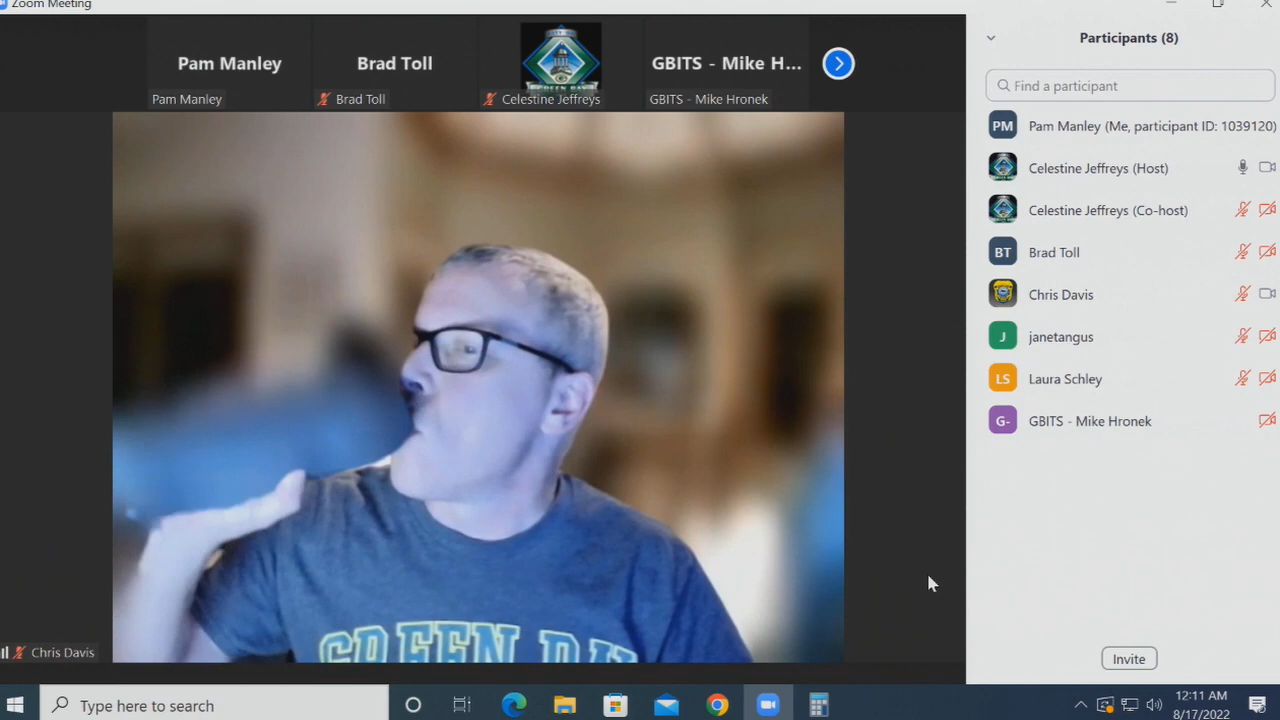 Zoom Meeting
Pam Manley
Brad Toll
GREEN BAY
GBITS - Mike H...
Pam Manley
Brad Toll
Celestine Jeffreys
GBITS - Mike Hronek
Participants (8)
Find a participant
PM Pam Manley (Me, participant ID: 1039120)
Celestine Jeffreys (Host)
Celestine Jeffreys (Co-host)
BT Brad Toll
Chris Davis
J janetangus
LS Laura Schley
G- GBITS - Mike Hronek
GREEN
Chris Davis
Invite
Type here to search
12:11 AM
8/17/2022